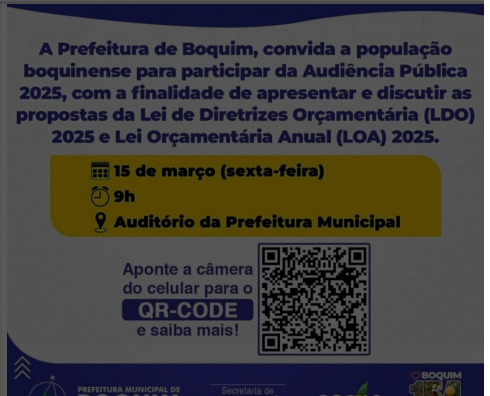 A Prefeitura de Boquim, convida a população
boquinense para participar da Audiência Pública
2025, com a finalidade de apresentar e discutir as
propostas da Lei de Diretrizes Orçamentária (LDO)
2025 e Lei Orçamentária Anual (LOA) 2025.
15 de março (sexta-feira)
9h
Auditório da Prefeitura Municipal
Aponte a câmera
do celular para o
QR-CODE
e saiba mais!
PREFEITURA MUNICIPAL DE
BOQUIM
Secretaria de
BOQUIM